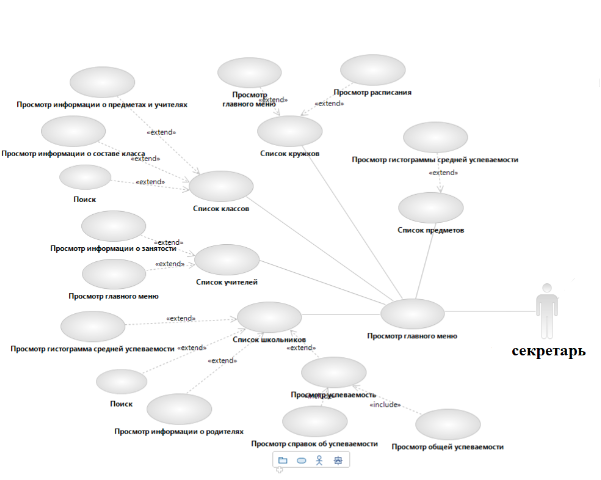 Просмотр
главного меню
«extend»
Просмотр расписания
«extend»
Просмотр информации о предметах и учителях
«extend»
Список кружков
Просмотр информации о составе класса
«extend»
Просмотр гистограммы средней успеваемости
«extend»
Поиск
«extend»
Список классов
Список предметов
Просмотр информации о занятости
«extend»
«extend»
Список учителей
Просмотр главного меню
«extend»
Просмотр гистограмма средней успеваемости
Список школьников
Просмотр главного меню
секретарь
«extend»
«extend»
«extend»
Поиск
Просмотр успеваемость
«include»
«include»
Просмотр информации о родителях
Просмотр справок об успеваемости
Просмотр общей успеваемости